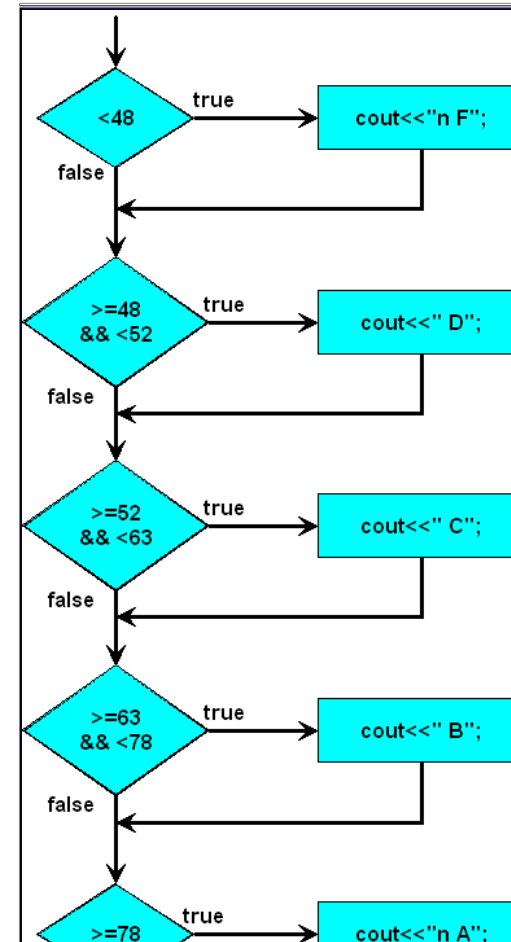 <48
true
cout<<"n F";
false
>=48
&& <52
true
cout<<" D";
false
>=52
&& <63
true
cout<<" C";
false
>=63
&& <78
true
cout<<" B";
false
>=78
true
cout<<"n A";